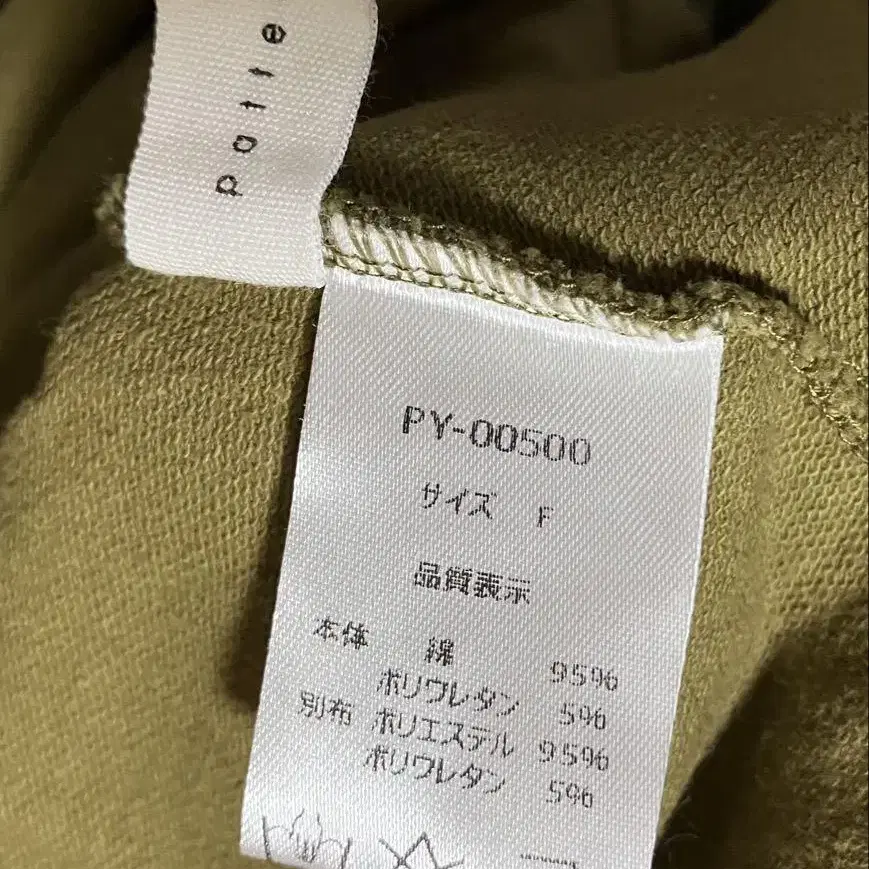 patte
PY-00500
サイズ F
品質表示
本体 綿 95%
ポリウレタン 5%
別布 ポリエステル 95%
ポリウレタン 5%